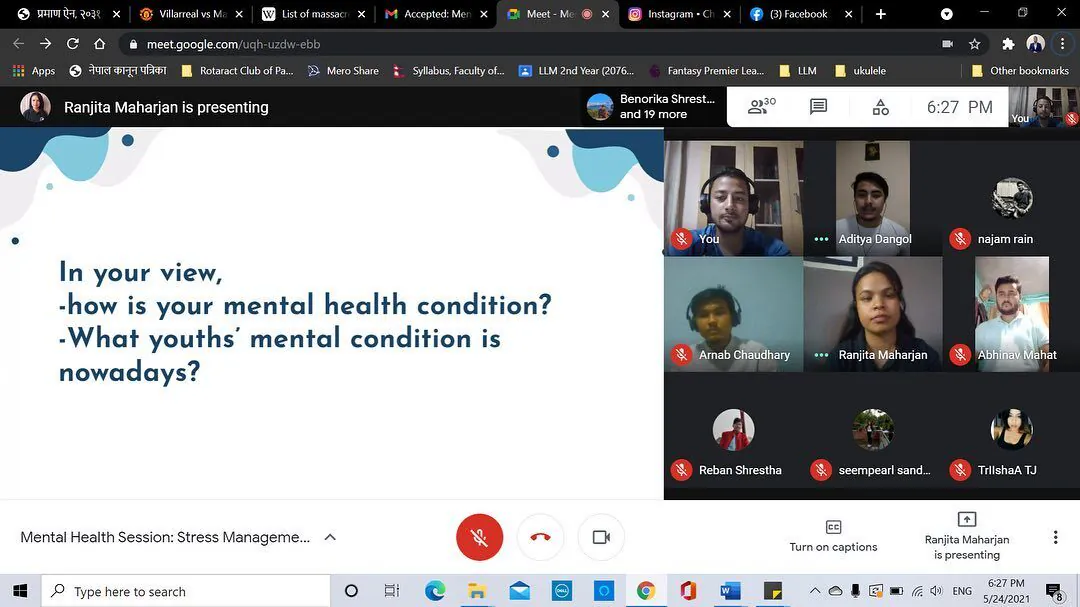 प्रमाण ऐन, २०३१
Villarreal vs Ma
List of massacr
Accepted: Men
Meet - Me
Instagram • Ch
(3) Facebook
meet.google.com/uqh-uzdw-ebb
Apps
नेपाल कानून पत्रिका
Rotaract Club of Pa...
Mero Share
Syllabus, Faculty of...
LLM 2nd Year (2076...
Fantasy Premier Lea...
LLM
ukulele
Other bookmarks
Ranjita Maharjan is presenting
Benorika Shrest...
and 19 more
30
6:27 PM
You
In your view,
-how is your mental health condition?
-What youths' mental condition is
nowadays?
You
Aditya Dangol
najam rain
Arnab Chaudhary
Ranjita Maharjan
Abhinav Mahat
Reban Shrestha
seempearl sand...
TrIIshaA TJ
Mental Health Session: Stress Manageme...
CC
Turn on captions
Ranjita Maharjan
is presenting
Type here to search
DELL
ENG
6:27 PM
5/24/2021
8